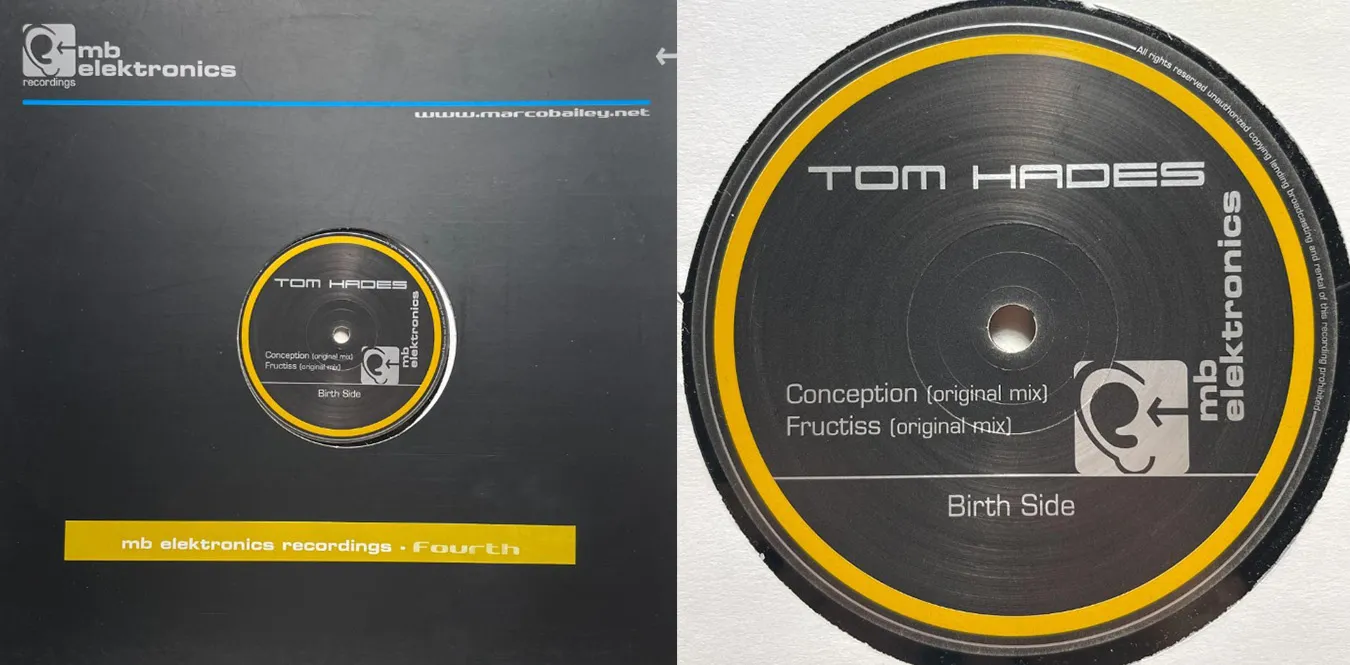 mb
elektronics
recordings
www.marcobailey.net
TOM HADES
mb
elektronics
Conception (original mix)
Fructiss (original mix)
Birth Side
mb elektronics recordings · Fourth
All rights reserved unauthorized copying lending broadcasting and rental of this recording prohibited
TOM HADES
mb
elektronics
Conception (original mix)
Fructiss (original mix)
Birth Side